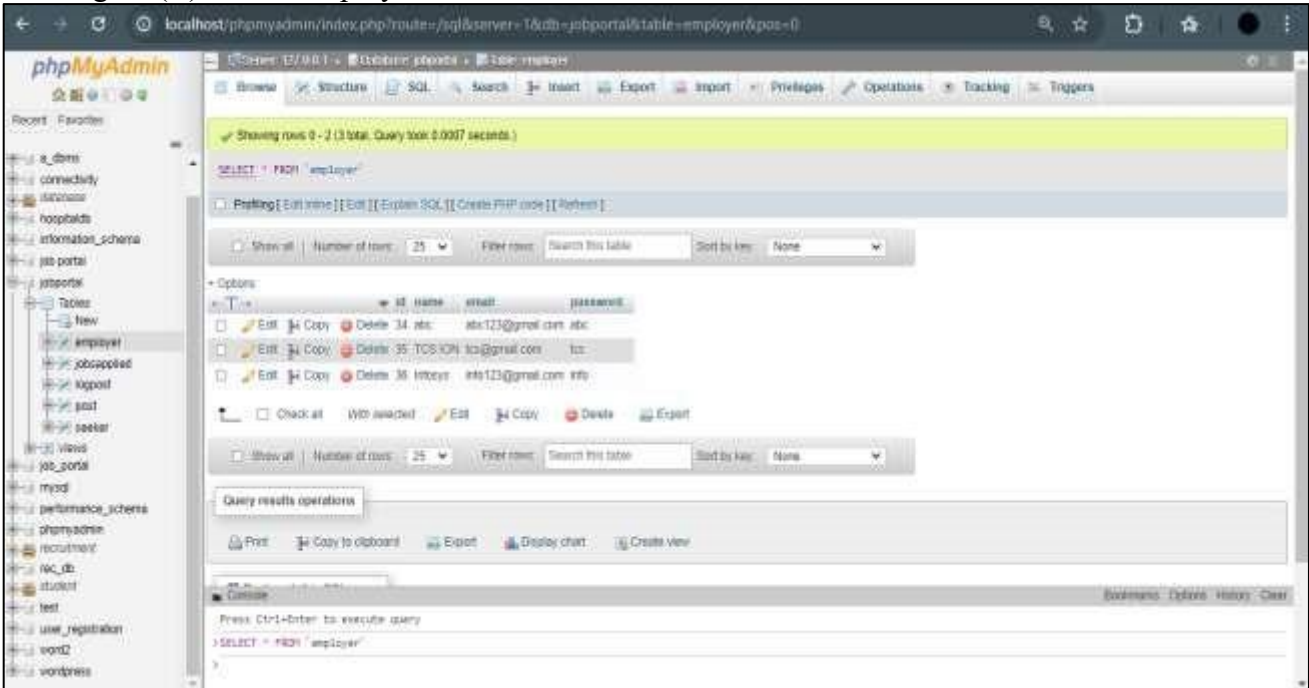 localhost/phpmyadmin/index.php?route=/sql&server=1&db=jobportal&table=employer&pos=0
phpMyAdmin
Recent Favorites
a_dbms
connectivity
database
hospitalds
information_schema
job portal
jobportal
Tables
New
employer
jobsapplied
logpost
post
seeker
Views
job_portal
mysql
performance_schema
phpmyadmin
recruitment
rec_db
student
test
user_registration
word2
wordpress
Browse Structure SQL Search Insert Export Import Privileges Operations Tracking Triggers
Showing rows 0 - 2 (3 total, Query took 0.0007 seconds.)
SELECT * FROM `employer`
Profiling [ Edit inline ] [ Edit ] [ Explain SQL ] [ Create PHP code ] [ Refresh ]
Show all | Number of rows: 25 Filter rows: Search this table Sort by key: None
Options
id name email password
Edit Copy Delete 34 abc abc123@gmail.com abc
Edit Copy Delete 35 TCS ION tcs@gmail.com tcs
Edit Copy Delete 36 Infosys info123@gmail.com info
Check all With selected: Edit Copy Delete Export
Show all | Number of rows: 25 Filter rows: Search this table Sort by key: None
Query results operations
Print Copy to clipboard Export Display chart Create view
Console Bookmarks Options History Clear
Press Ctrl+Enter to execute query
>SELECT * FROM `employer`
>